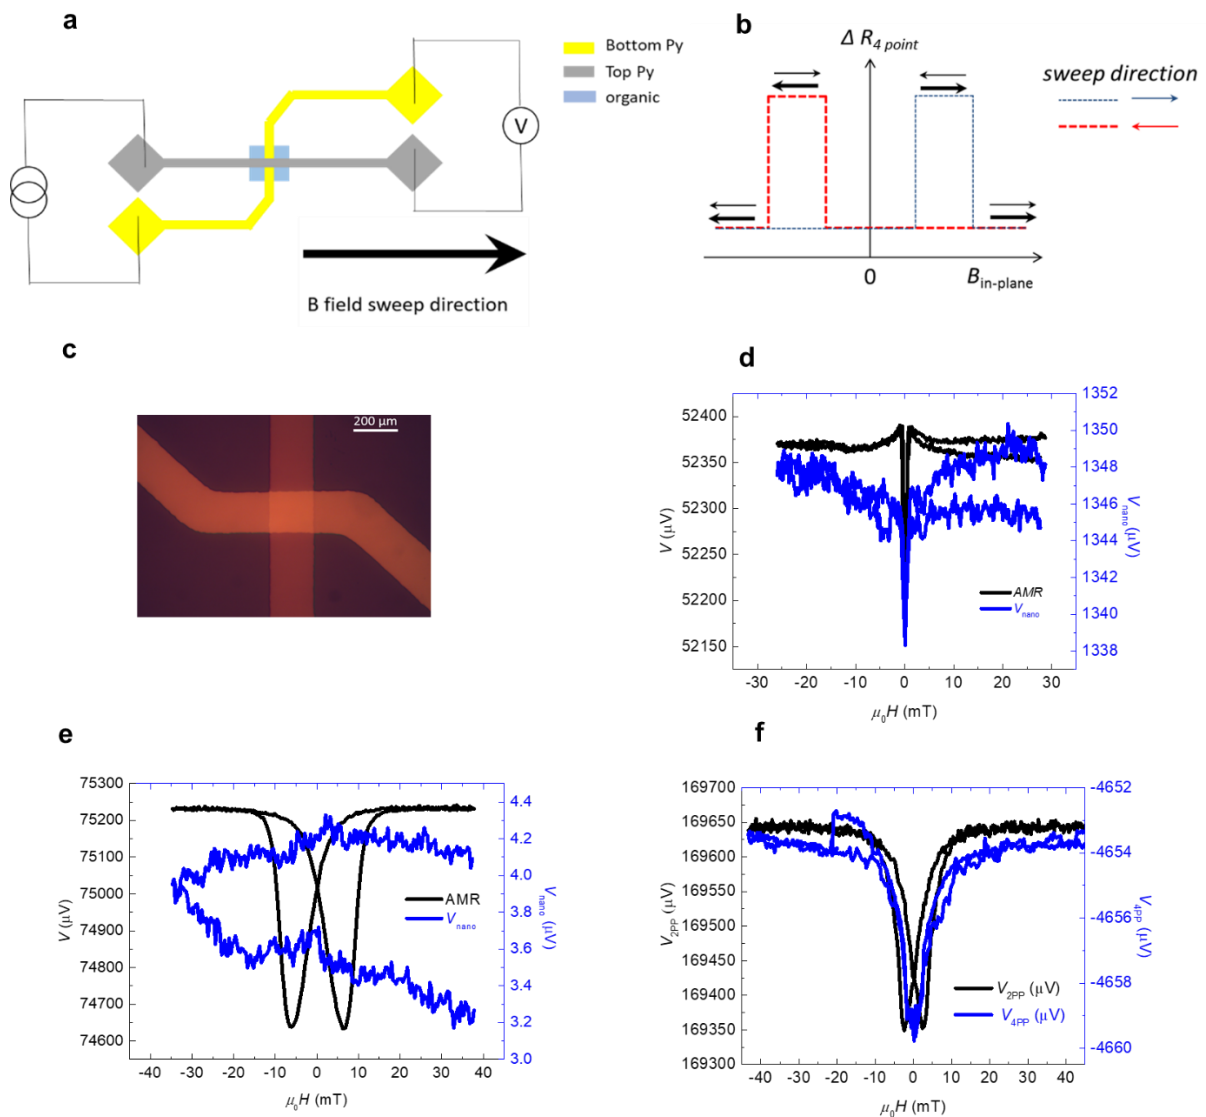 a
Bottom Py
Top Py
organic
V
B field sweep direction
b
Δ R4 point
sweep direction
0
Bin-plane
c
200 µm
d
52400
52350
52300
52250
52200
52150
V (µV)
1352
1350
1348
1346
1344
1342
1340
1338
Vnano (µV)
AMR
Vnano
-30 -20 -10 0 10 20 30
µ0H (mT)
e
75300
75200
75100
75000
74900
74800
74700
74600
V (µV)
4.4
4.2
4.0
3.8
3.6
3.4
3.2
3.0
Vnano (µV)
AMR
Vnano
-40 -30 -20 -10 0 10 20 30 40
µ0H (mT)
f
169700
169650
169600
169550
169500
169450
169400
169350
169300
V2PP (µV)
-4652
-4654
-4656
-4658
-4660
V4PP (µV)
V2PP (µV)
V4PP (µV)
-40 -30 -20 -10 0 10 20 30 40
µ0H (mT)